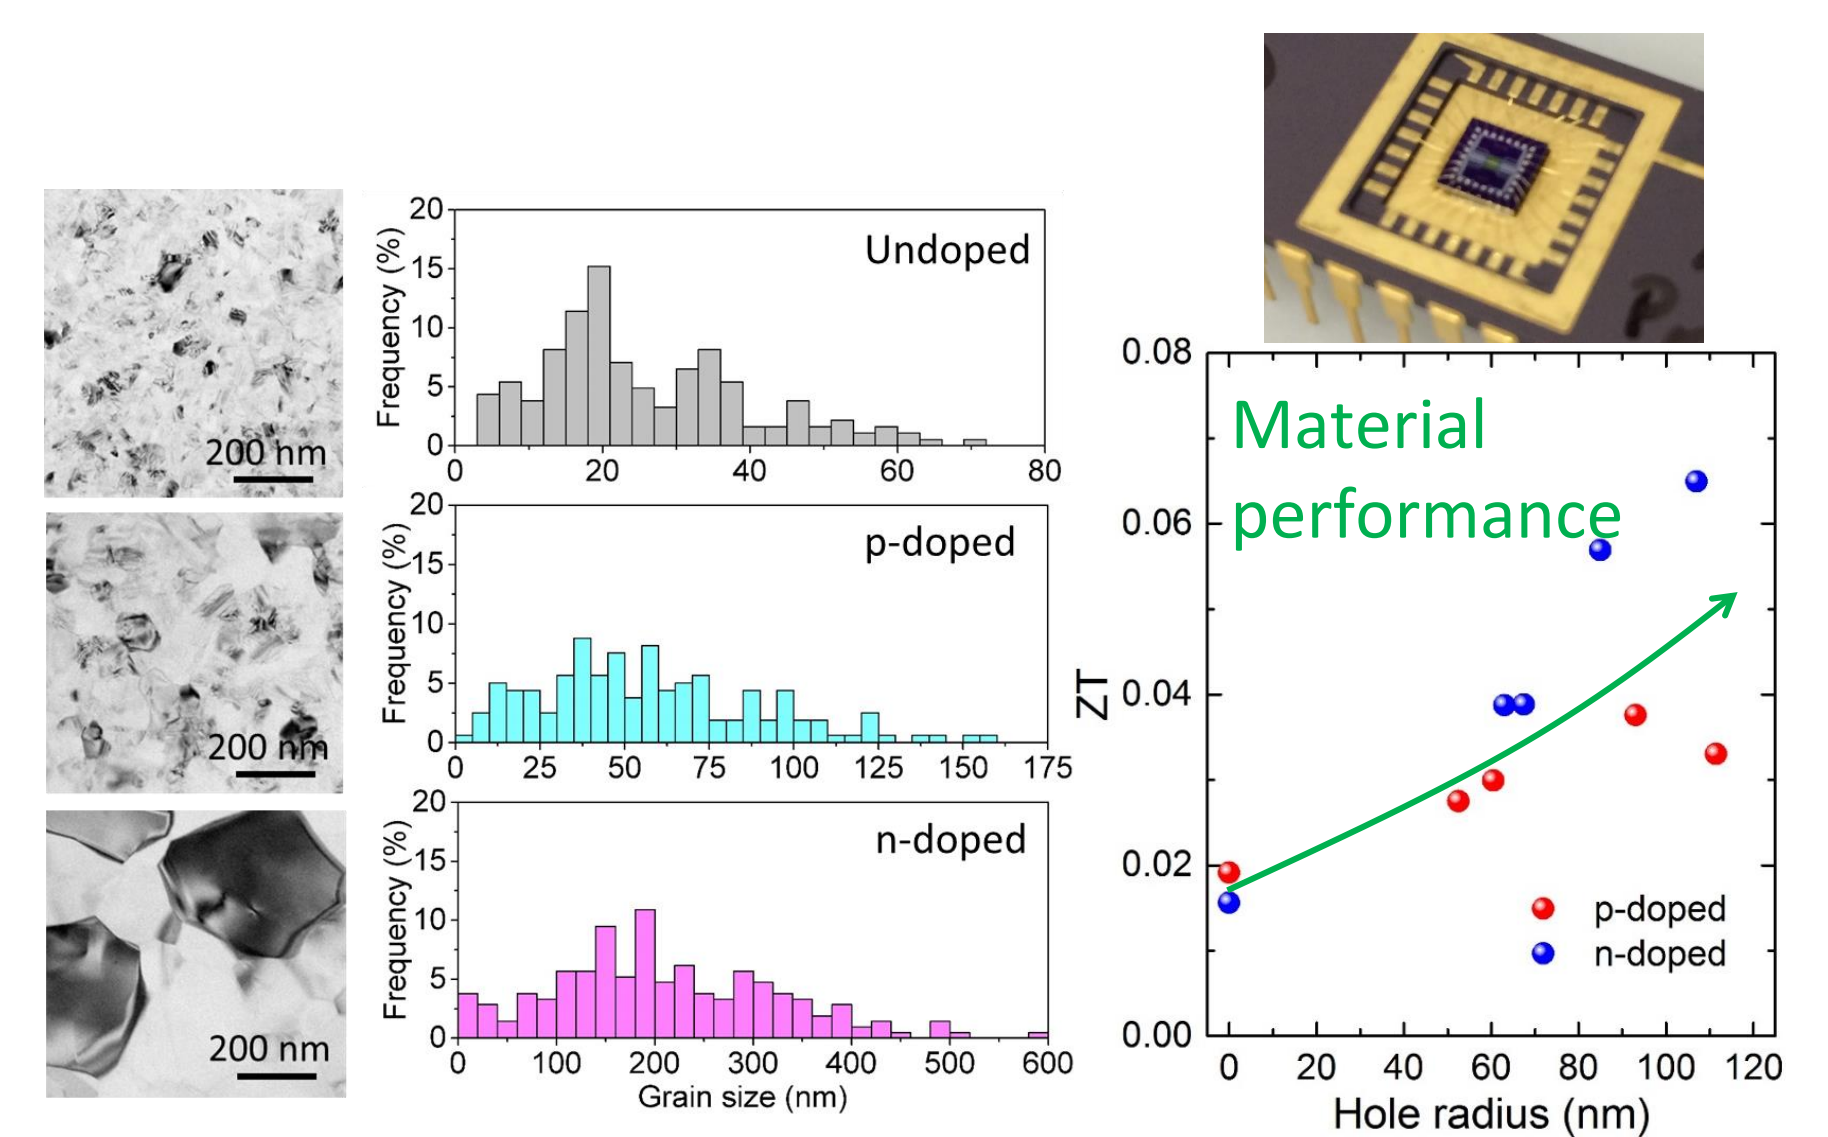 200 nm
200 nm
200 nm
20
15
10
5
0
Frequency (%)
Undoped
0 20 40 60 80
20
15
10
5
0
Frequency (%)
p-doped
0 25 50 75 100 125 150 175
20
15
10
5
0
Frequency (%)
n-doped
0 100 200 300 400 500 600
Grain size (nm)
0.08
0.06
0.04
0.02
0.00
ZT
Material
performance
p-doped
n-doped
0 20 40 60 80 100 120
Hole radius (nm)